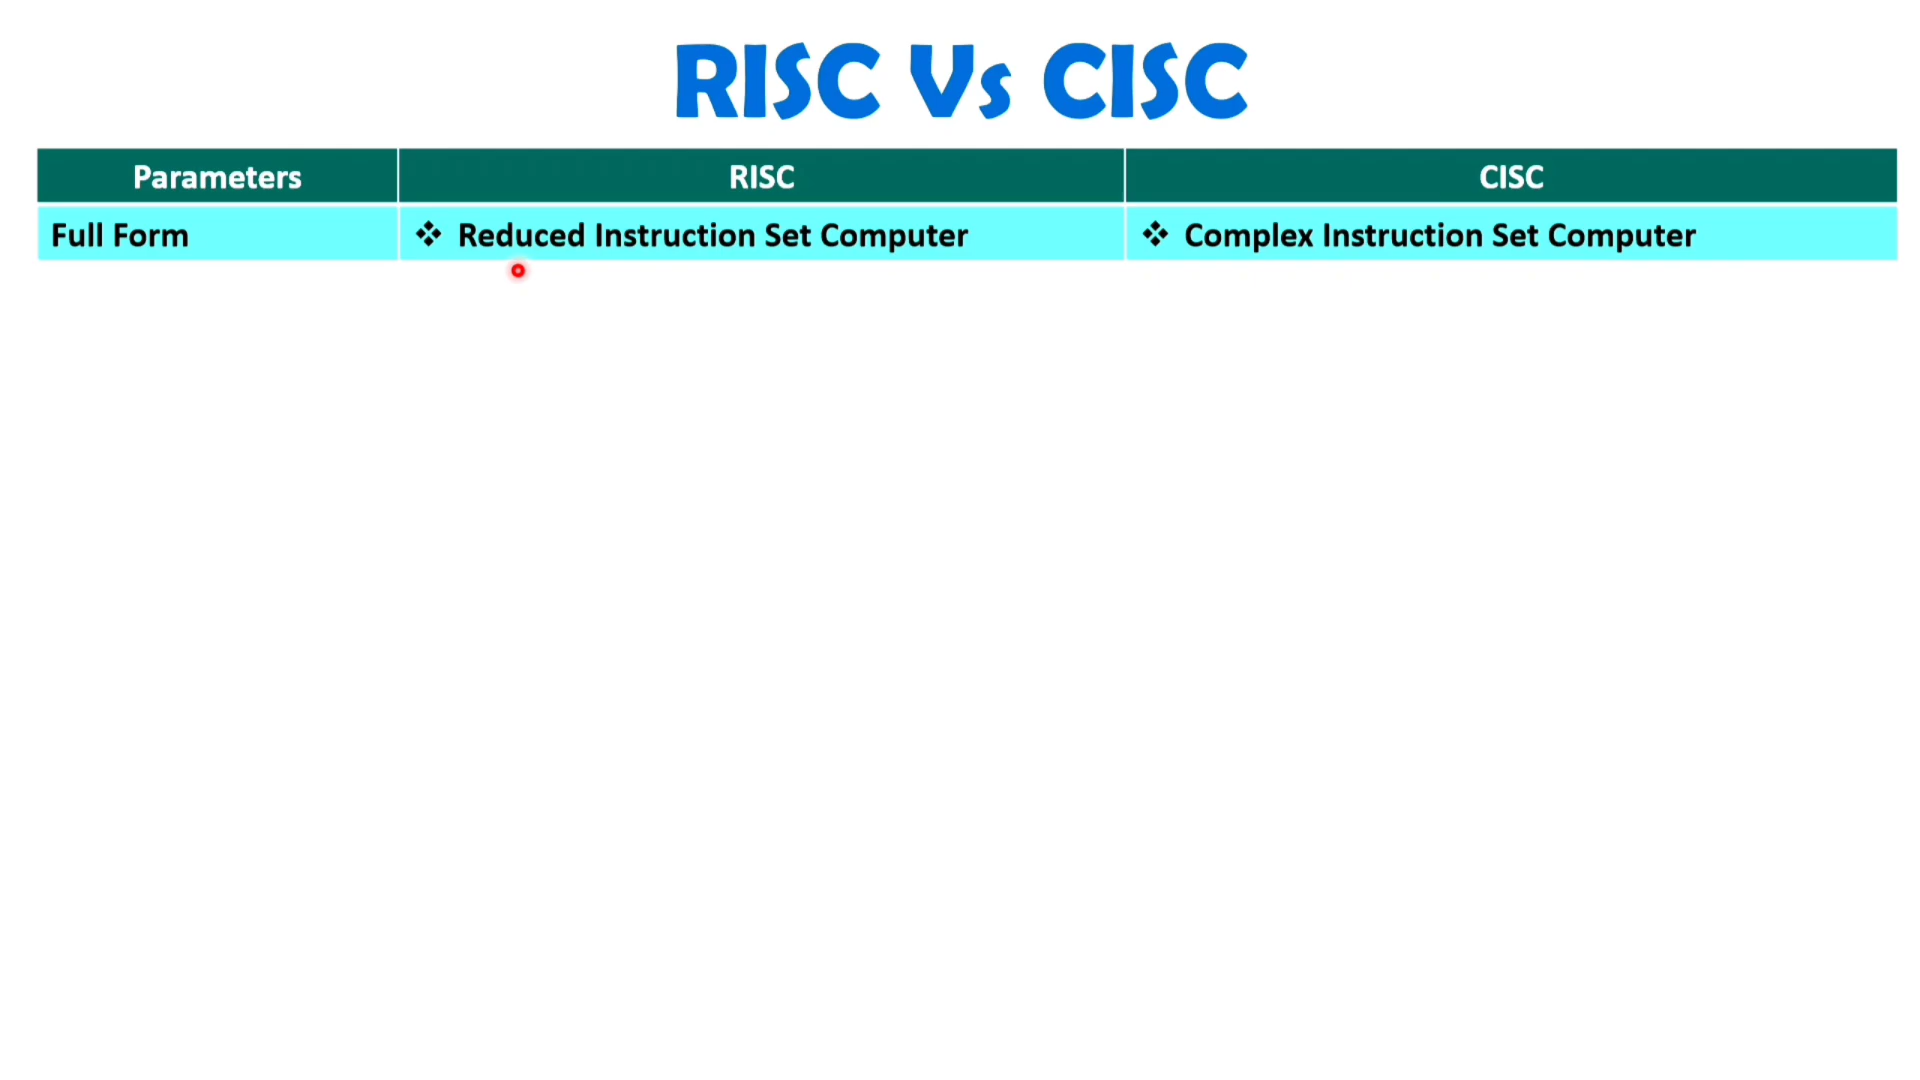 RISC Vs CISC
Parameters RISC CISC
Full Form ❖ Reduced Instruction Set Computer ❖ Complex Instruction Set Computer